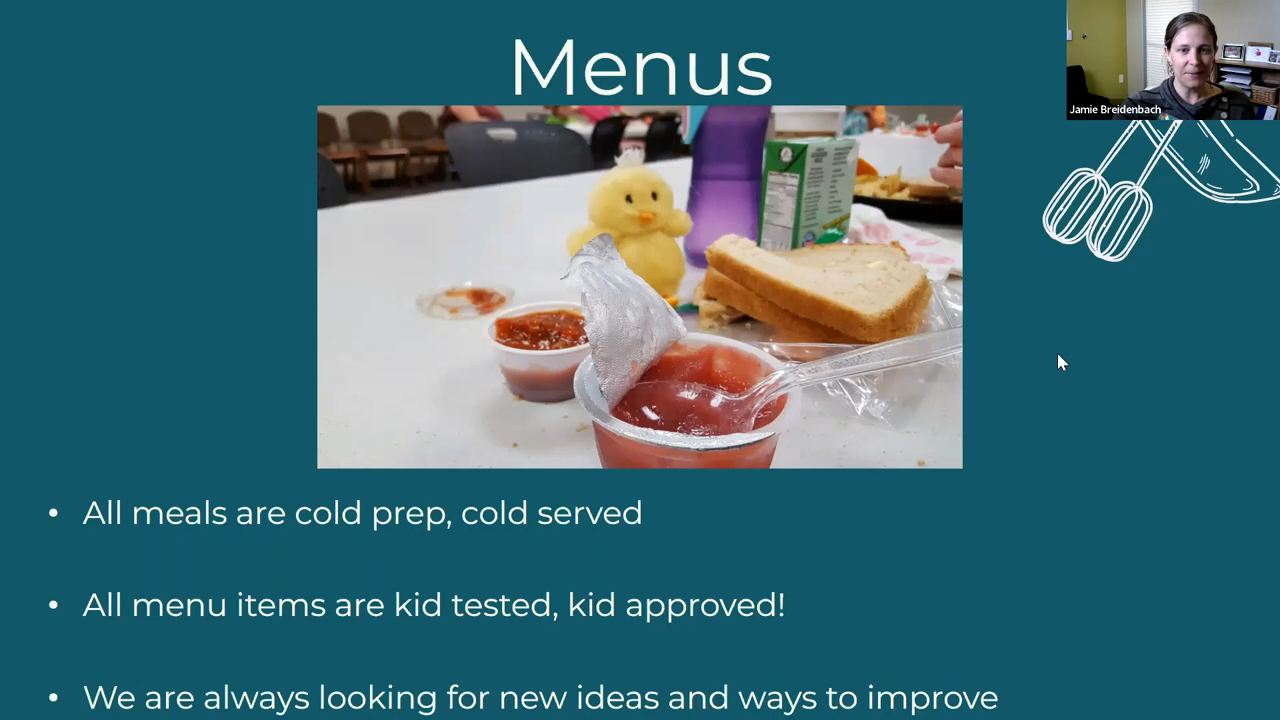 Menus
Jamie Breidenbach
• All meals are cold prep, cold served
• All menu items are kid tested, kid approved!
• We are always looking for new ideas and ways to improve